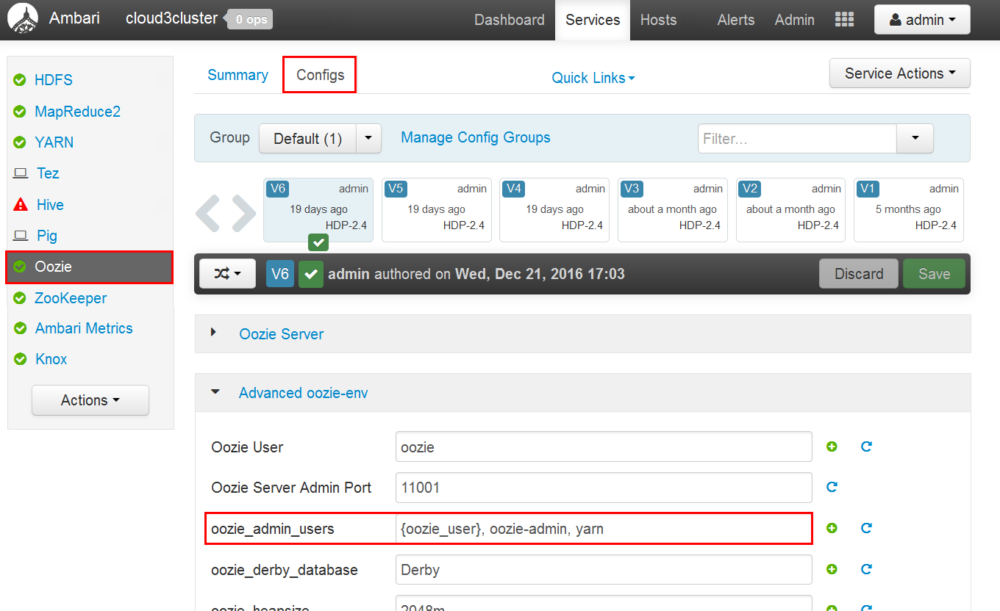 Ambari cloud3cluster 0 ops Dashboard Services Hosts Alerts Admin admin
HDFS
MapReduce2
YARN
Tez
Hive
Pig
Oozie
ZooKeeper
Ambari Metrics
Knox
Actions
Summary Configs Quick Links Service Actions
Group Default (1) Manage Config Groups Filter...
V6 admin
19 days ago
HDP-2.4
V5 admin
19 days ago
HDP-2.4
V4 admin
19 days ago
HDP-2.4
V3 admin
about a month ago
HDP-2.4
V2 admin
about a month ago
HDP-2.4
V1 admin
5 months ago
HDP-2.4
V6 admin authored on Wed, Dec 21, 2016 17:03 Discard Save
Oozie Server
Advanced oozie-env
Oozie User oozie
Oozie Server Admin Port 11001
oozie_admin_users {oozie_user}, oozie-admin, yarn
oozie_derby_database Derby
oozie_heapsize 2048m